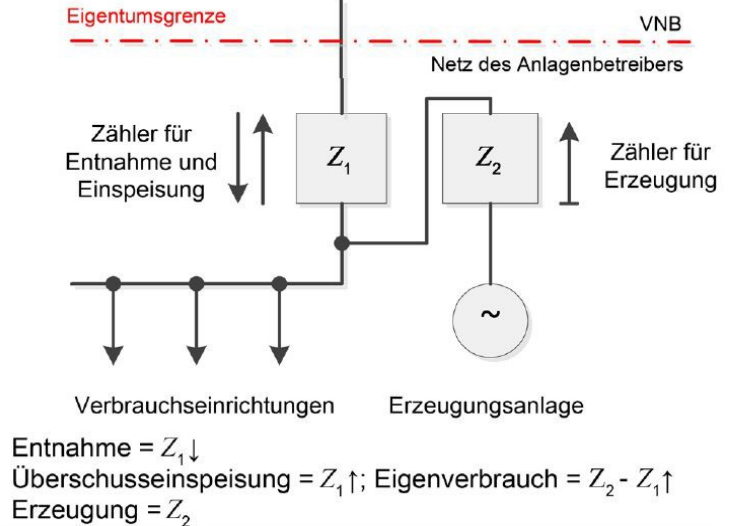 Eigentumsgrenze
VNB
Netz des Anlagenbetreibers
Zähler für
Entnahme und
Einspeisung
Z₁
Z₂
Zähler für
Erzeugung
~
Verbrauchseinrichtungen
Erzeugungsanlage
Entnahme = Z₁↓
Überschusseinspeisung = Z₁↑; Eigenverbrauch = Z₂ - Z₁↑
Erzeugung = Z₂